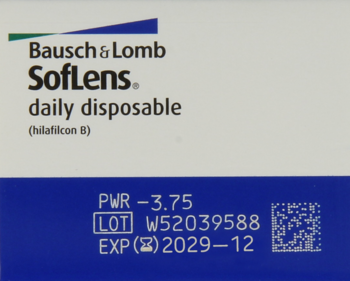 Bausch & Lomb
SofLens®
daily disposable
(hilafilcon B)
PWR -3.75
LOT W52039588
EXP (⌛) 2029-12